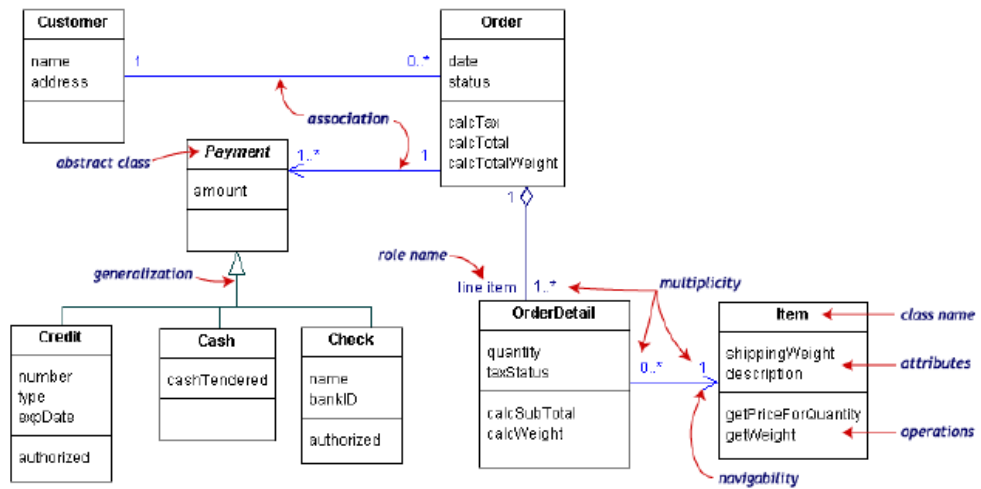 Customer
name
address
1
0..*
Order
date
status
calcTax
calcTotal
calcTotalWeight
association
abstract class
Payment
amount
1..*
1
1
generalization
role name
line item
1..*
multiplicity
Credit
number
type
expDate
authorized
Cash
cashTendered
Check
name
bankID
authorized
OrderDetail
quantity
taxStatus
calcSubTotal
calcWeight
0..*
1
Item
shippingWeight
description
getPriceForQuantity
getWeight
class name
attributes
operations
navigability